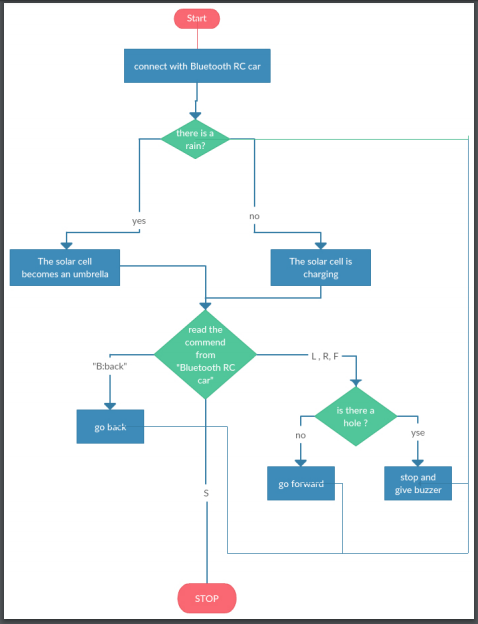 Start
connect with Bluetooth RC car
there is a
rain?
yes
no
The solar cell
becomes an umbrella
The solar cell is
charging
read the
commend
from
"Bluetooth RC
car"
"B:back"
L , R, F
go back
is there a
hole ?
no
yse
go forward
stop and
give buzzer
S
STOP